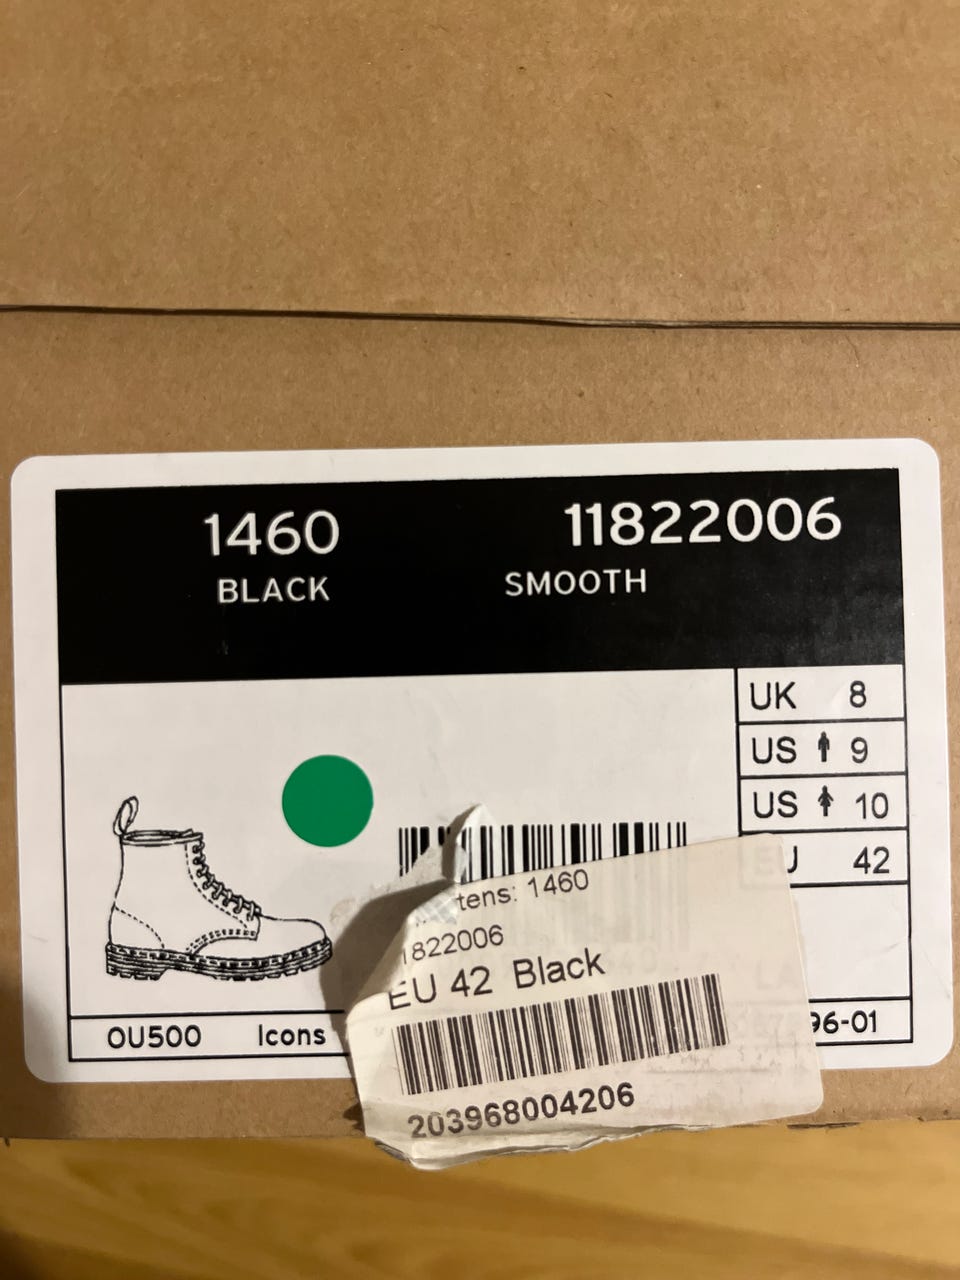 1460 11822006
BLACK SMOOTH
UK 8
US 9
US 10
EU 42
tens: 1460
1822006
EU 42 Black
203968004206
OU500 Icons 96-01